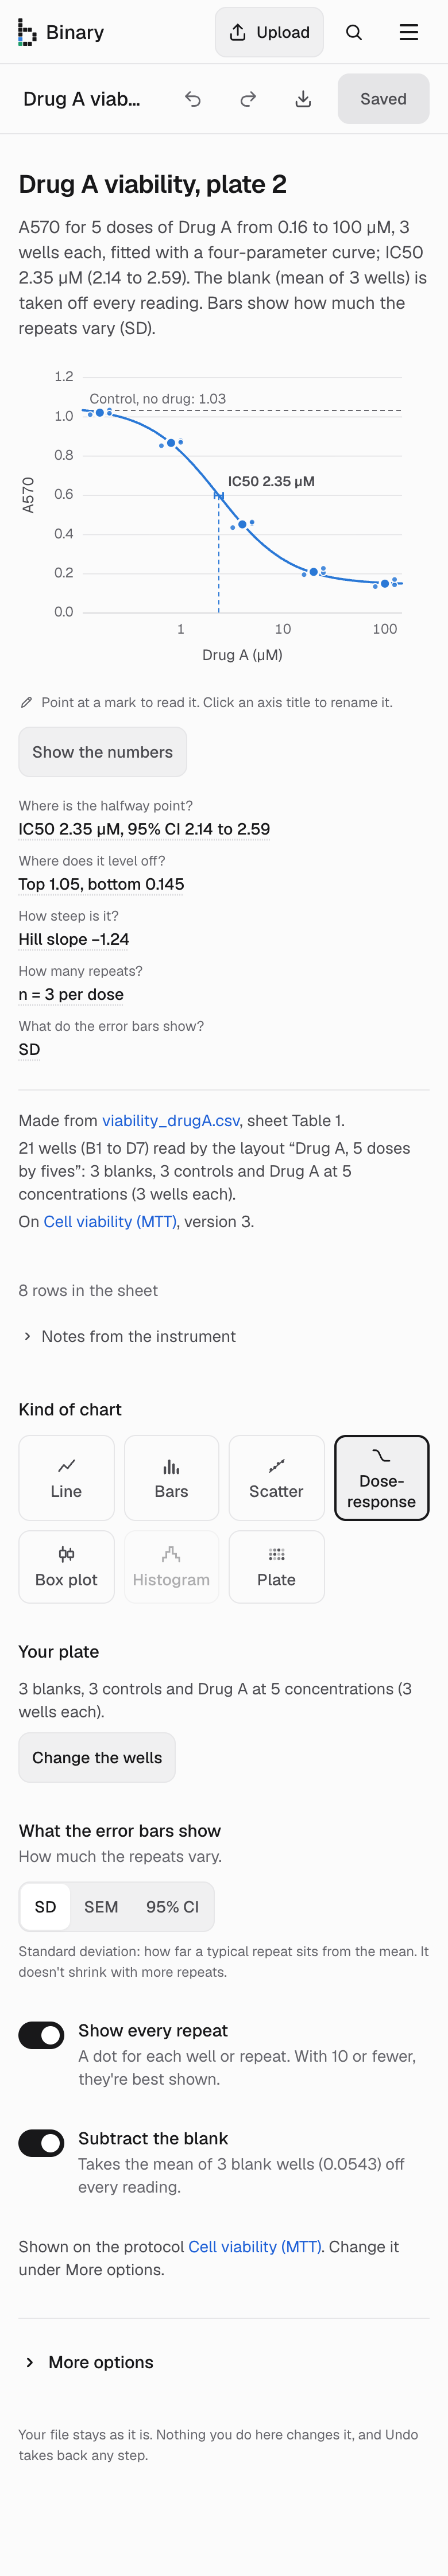 Binary
Upload
Drug A viab...
Saved
Drug A viability, plate 2
A570 for 5 doses of Drug A from 0.16 to 100 µM, 3
wells each, fitted with a four-parameter curve; IC50
2.35 µM (2.14 to 2.59). The blank (mean of 3 wells) is
taken off every reading. Bars show how much the
repeats vary (SD).
1.2
Control, no drug: 1.03
1.0
0.8
IC50 2.35 µM
0.6
A570
0.4
0.2
0.0
1 10 100
Drug A (µM)
Point at a mark to read it. Click an axis title to rename it.
Show the numbers
Where is the halfway point?
IC50 2.35 µM, 95% CI 2.14 to 2.59
Where does it level off?
Top 1.05, bottom 0.145
How steep is it?
Hill slope −1.24
How many repeats?
n = 3 per dose
What do the error bars show?
SD
Made from viability_drugA.csv, sheet Table 1.
21 wells (B1 to D7) read by the layout “Drug A, 5 doses
by fives”: 3 blanks, 3 controls and Drug A at 5
concentrations (3 wells each).
On Cell viability (MTT), version 3.
8 rows in the sheet
Notes from the instrument
Kind of chart
Line
Bars
Scatter
Dose-
response
Box plot
Histogram
Plate
Your plate
3 blanks, 3 controls and Drug A at 5 concentrations (3
wells each).
Change the wells
What the error bars show
How much the repeats vary.
SD SEM 95% CI
Standard deviation: how far a typical repeat sits from the mean. It
doesn't shrink with more repeats.
Show every repeat
A dot for each well or repeat. With 10 or fewer,
they're best shown.
Subtract the blank
Takes the mean of 3 blank wells (0.0543) off
every reading.
Shown on the protocol Cell viability (MTT). Change it
under More options.
More options
Your file stays as it is. Nothing you do here changes it, and Undo
takes back any step.